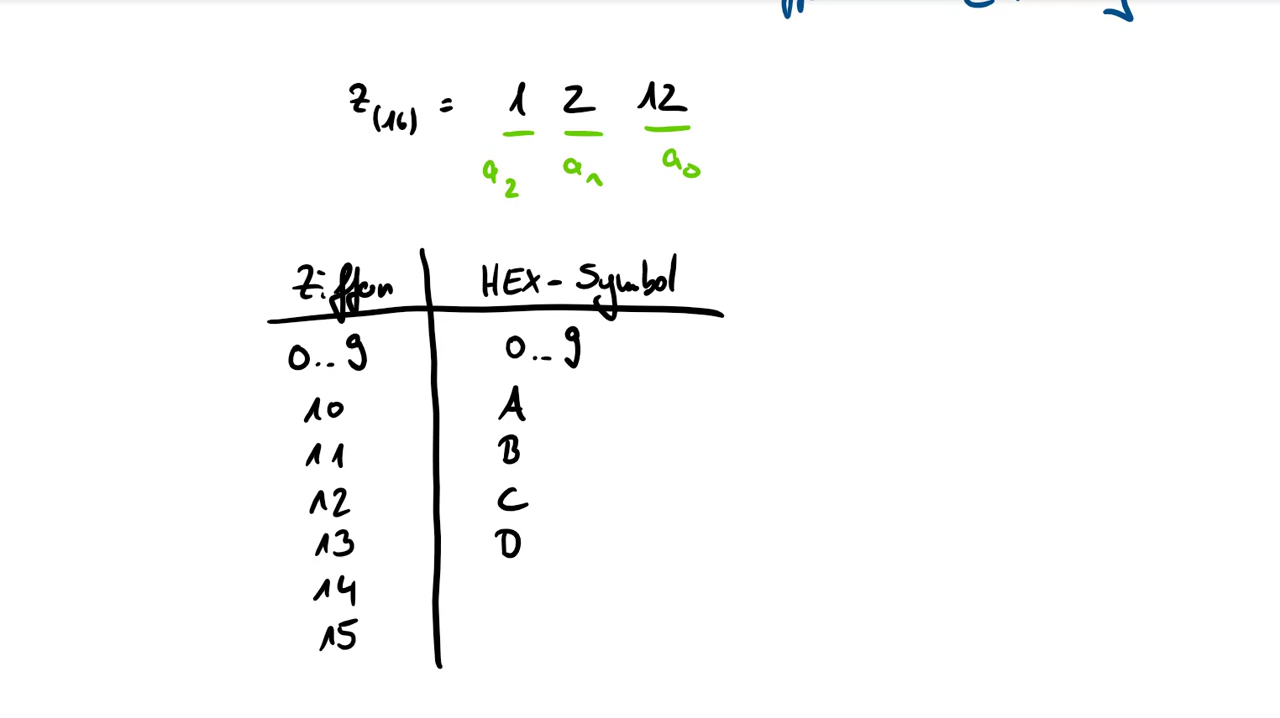 Z(16) = 1 2 12
a2 a1 a0
Ziffern HEX-Symbol
0..9 0..9
10 A
11 B
12 C
13 D
14
15